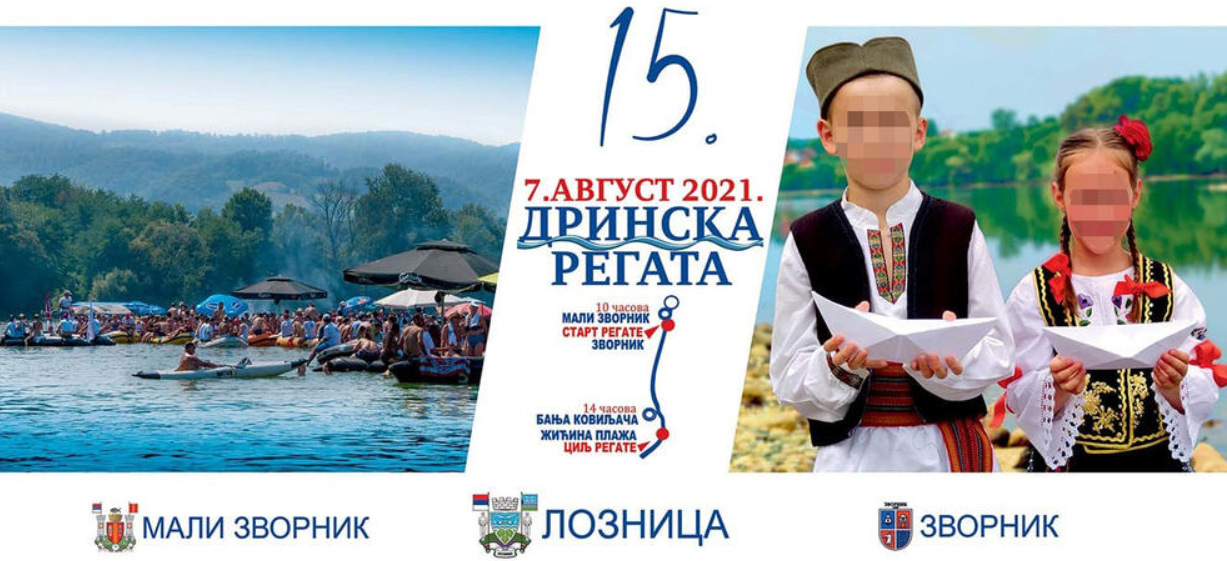 15.
7.АВГУСТ 2021.
ДРИНСКА
РЕГАТА
10 часова
МАЛИ ЗВОРНИК
СТАРТ РЕГАТЕ
ЗВОРНИК
14 часова
БАЊА КОВИЉАЧА
ЖИЋИНА ПЛАЖА
ЦИЉ РЕГАТЕ
МАЛИ ЗВОРНИК
ЛОЗНИЦА
ЗВОРНИК